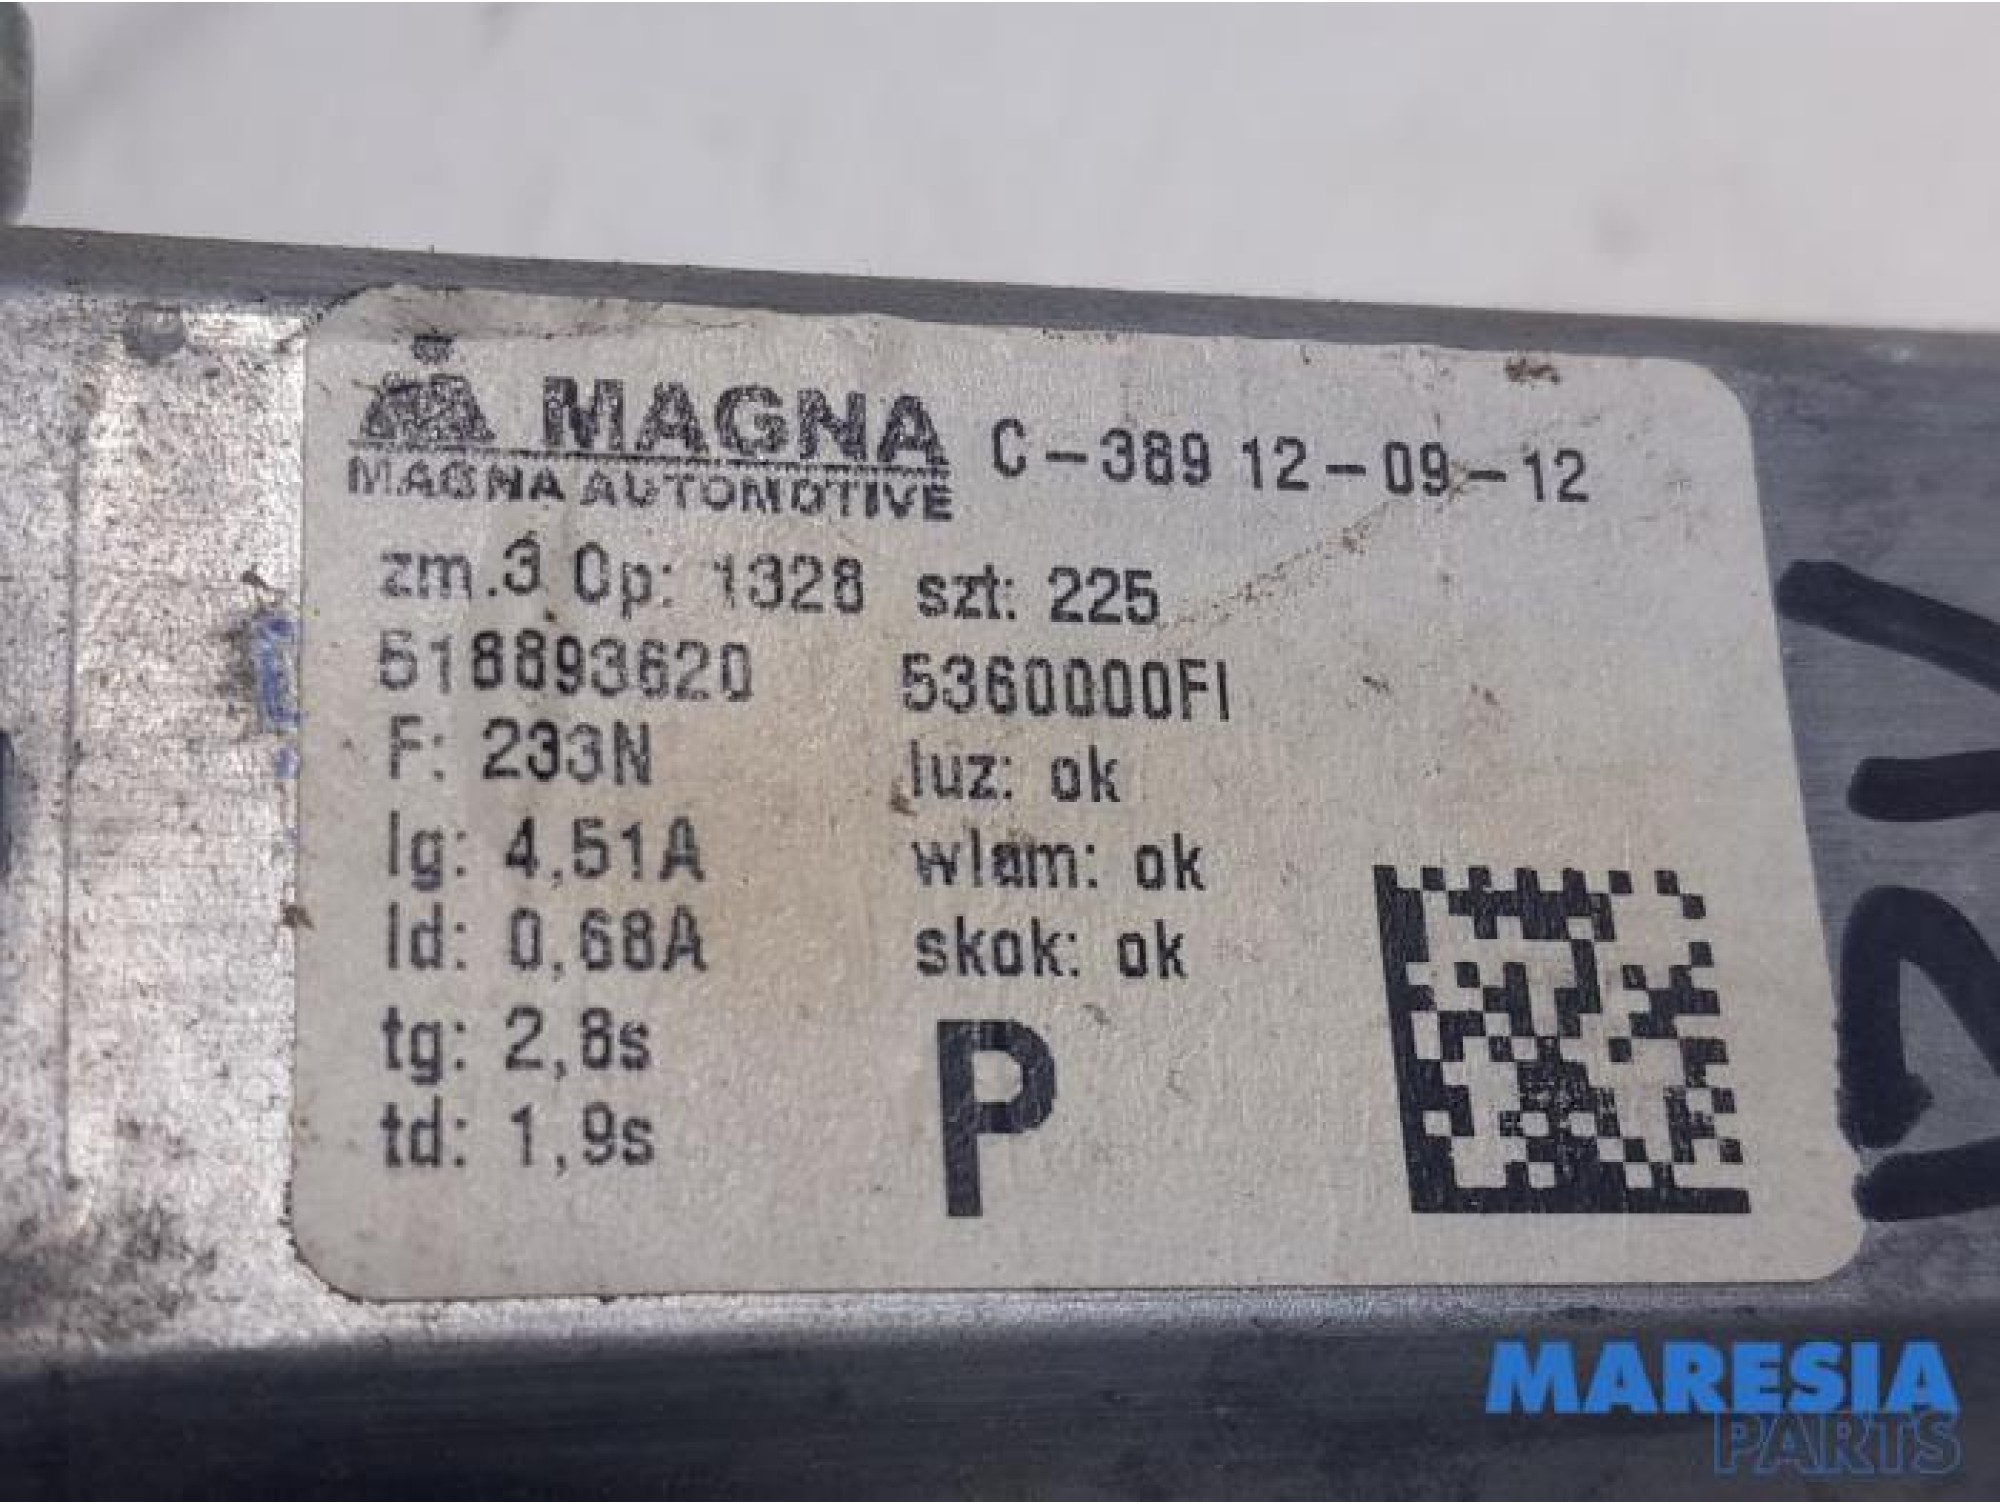 MAGNA C-389 12-09-12
MAGNA AUTOMOTIVE
zm.3 Op: 1328 szt: 225
518893620 5360000FI
F: 233N luz: ok
Ig: 4,51A wlam: ok
Id: 0,68A skok: ok
tg: 2,8s
td: 1,9s
P
MARESIA
PARTS